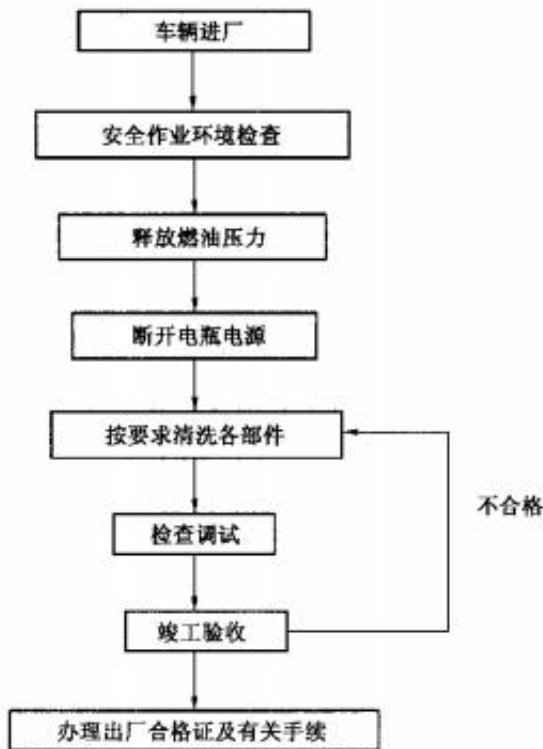 车辆进厂
安全作业环境检查
释放燃油压力
断开电瓶电源
按要求清洗各部件
不合格
检查调试
竣工验收
办理出厂合格证及有关手续